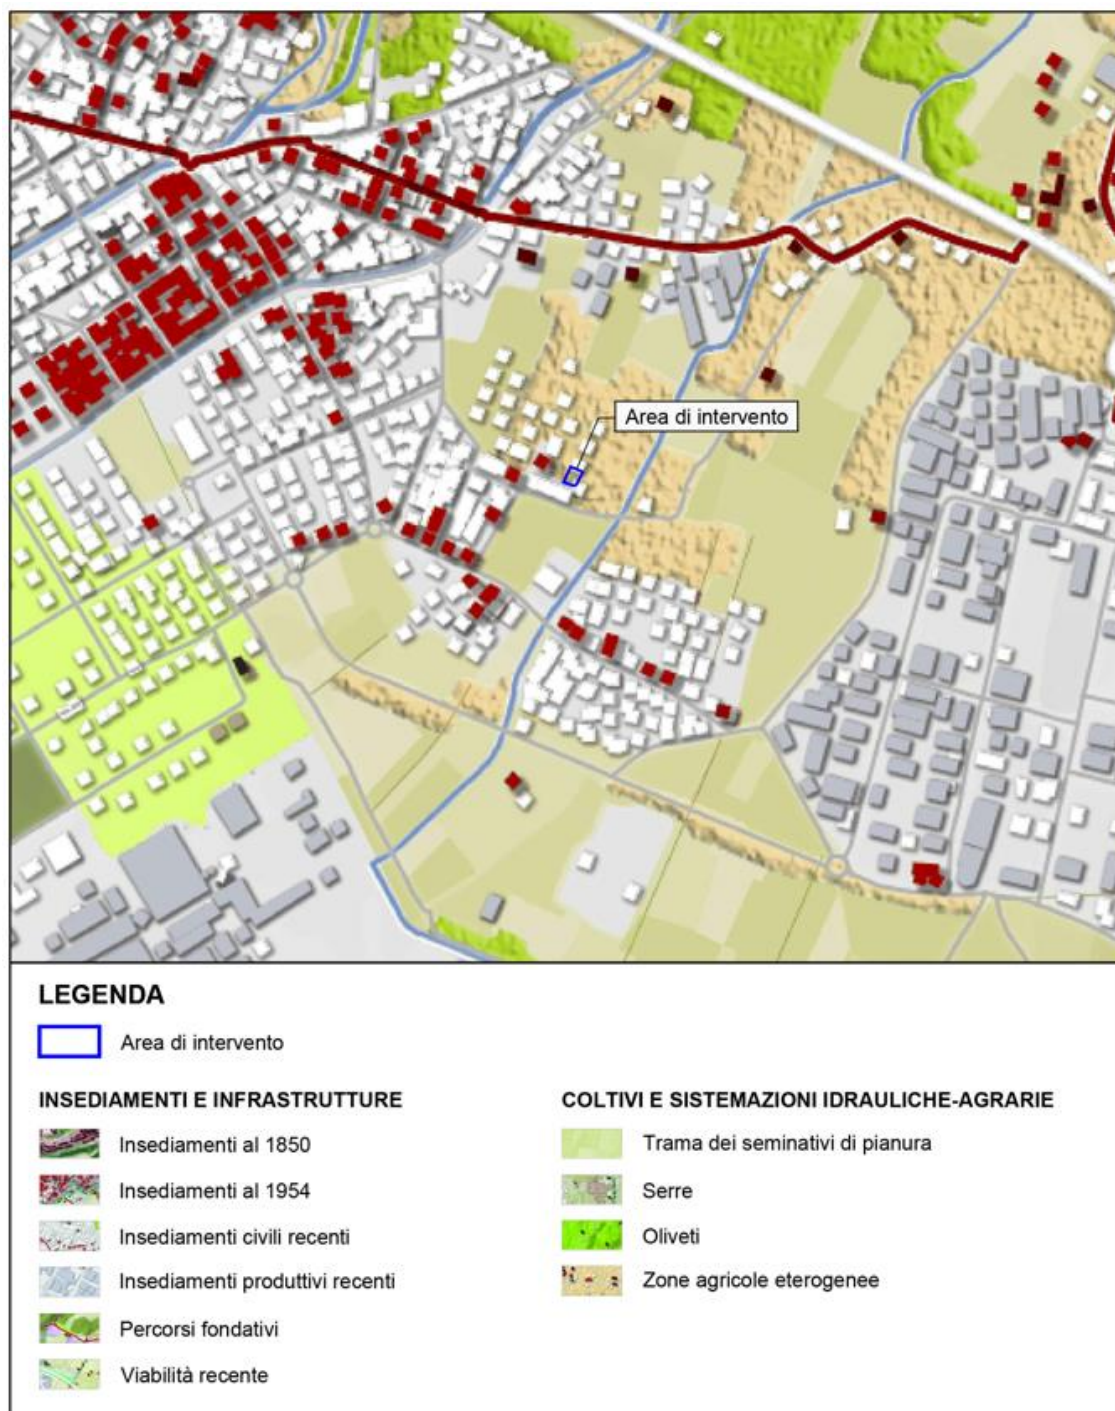 Area di intervento
LEGENDA
Area di intervento
INSEDIAMENTI E INFRASTRUTTURE
Insediamenti al 1850
Insediamenti al 1954
Insediamenti civili recenti
Insediamenti produttivi recenti
Percorsi fondativi
Viabilità recente
COLTIVI E SISTEMAZIONI IDRAULICHE-AGRARIE
Trama dei seminativi di pianura
Serre
Oliveti
Zone agricole eterogenee